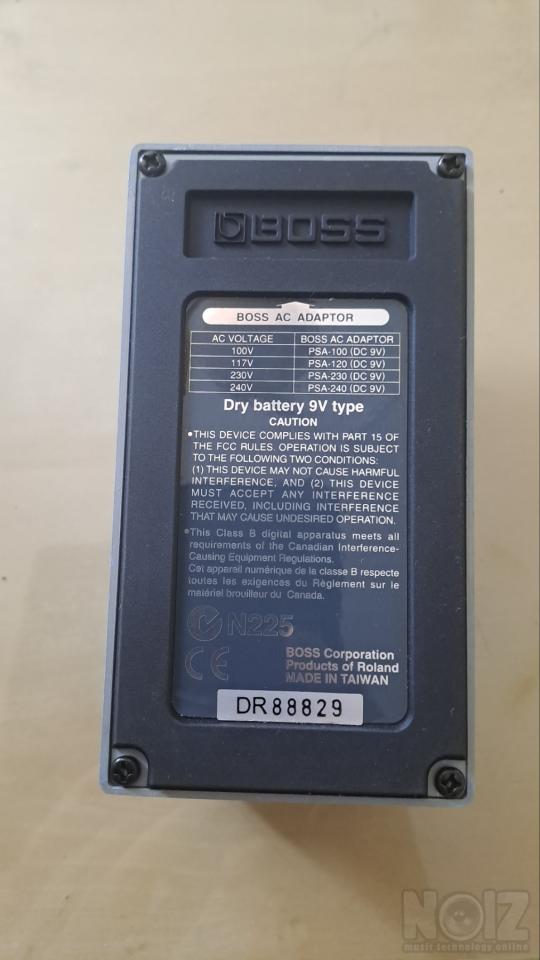 BOSS
BOSS AC ADAPTOR
AC VOLTAGE BOSS AC ADAPTOR
100V PSA-100 (DC 9V)
117V PSA-120 (DC 9V)
230V PSA-230 (DC 9V)
240V PSA-240 (DC 9V)
Dry battery 9V type
CAUTION
•THIS DEVICE COMPLIES WITH PART 15 OF
THE FCC RULES. OPERATION IS SUBJECT
TO THE FOLLOWING TWO CONDITIONS:
(1) THIS DEVICE MAY NOT CAUSE HARMFUL
INTERFERENCE, AND (2) THIS DEVICE
MUST ACCEPT ANY INTERFERENCE
RECEIVED, INCLUDING INTERFERENCE
THAT MAY CAUSE UNDESIRED OPERATION.
•This Class B digital apparatus meets all
requirements of the Canadian Interference-
Causing Equipment Regulations.
Cet appareil numérique de la classe B respecte
toutes les exigences du Règlement sur le
matériel brouilleur du Canada.
N225
CE
BOSS Corporation
Products of Roland
MADE IN TAIWAN
DR88829
NOIZ
music technology online